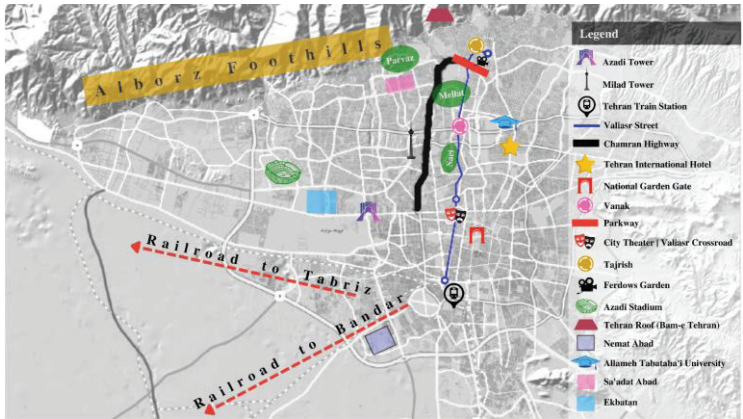 Alborz Foothills
Parvaz
Mellat
Railroad to Tabriz
Railroad to Bandar
Legend
Azadi Tower
Milad Tower
Tehran Train Station
Valiasr Street
Chamran Highway
Tehran International Hotel
National Garden Gate
Vanak
Parkway
City Theater | Valiasr Crossroad
Tajrish
Ferdows Garden
Azadi Stadium
Tehran Roof (Bam-e Tehran)
Nemat Abad
Allameh Tabataba'i University
Sa'adat Abad
Ekbatan